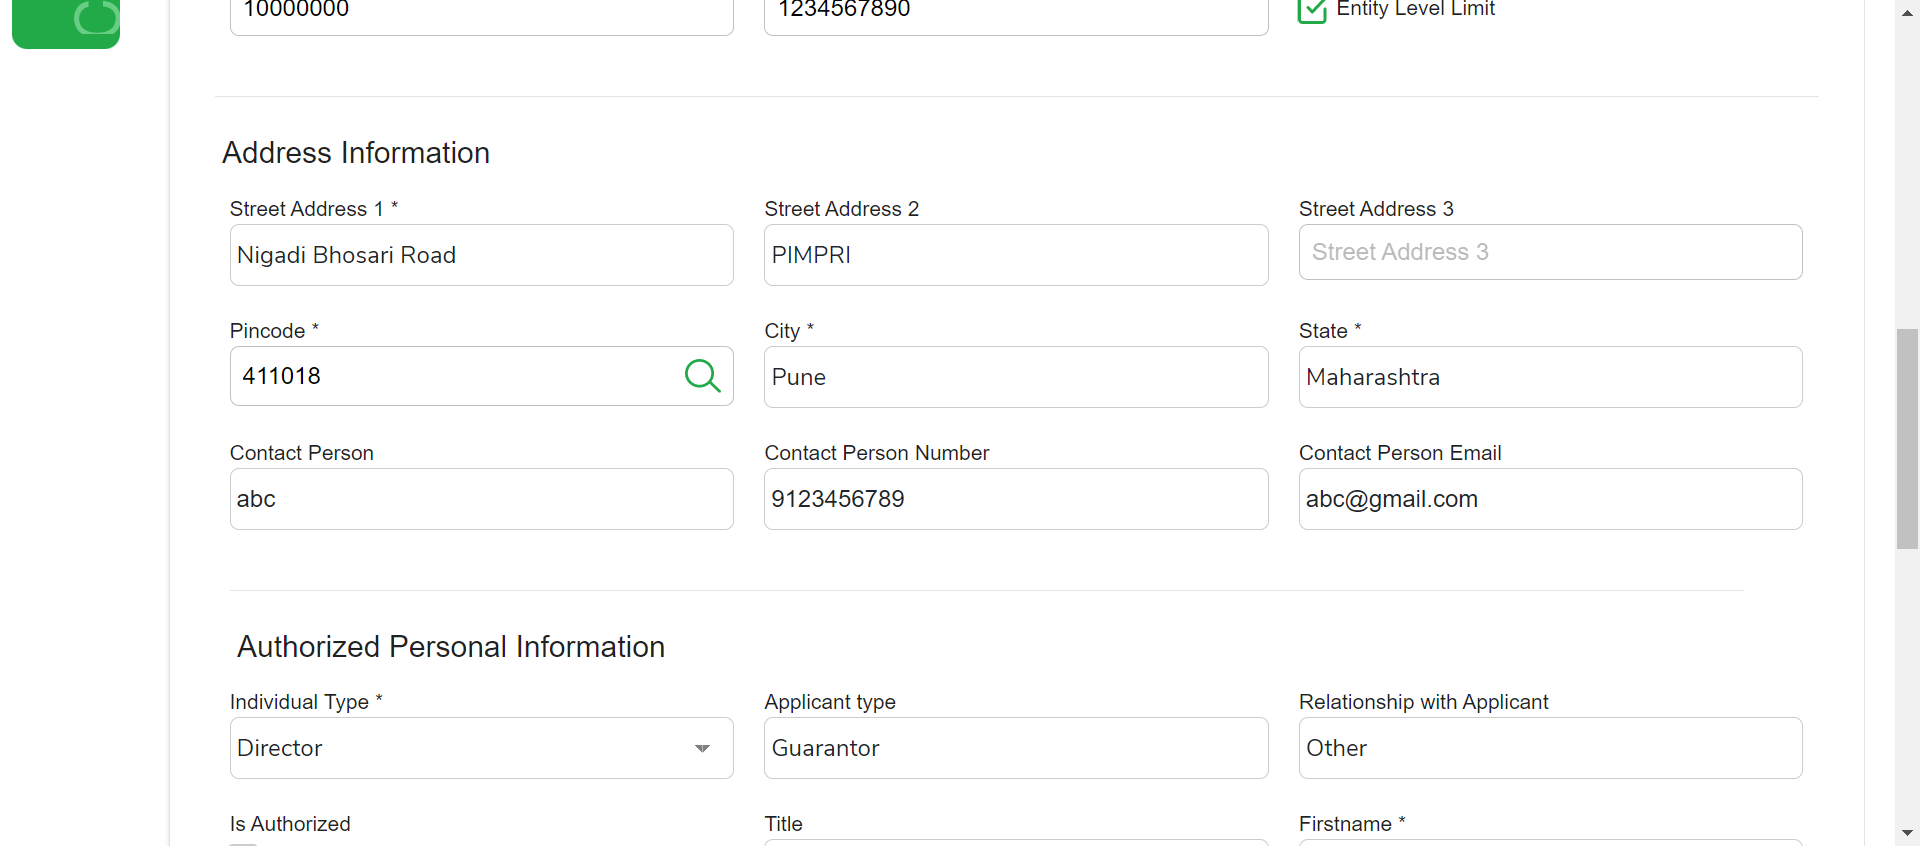 10000000 1234567890 Entity Level Limit
Address Information
Street Address 1 * Street Address 2 Street Address 3
Nigadi Bhosari Road PIMPRI Street Address 3
Pincode * City * State *
411018 Pune Maharashtra
Contact Person Contact Person Number Contact Person Email
abc 9123456789 abc@gmail.com
Authorized Personal Information
Individual Type * Applicant type Relationship with Applicant
Director Guarantor Other
Is Authorized Title Firstname *